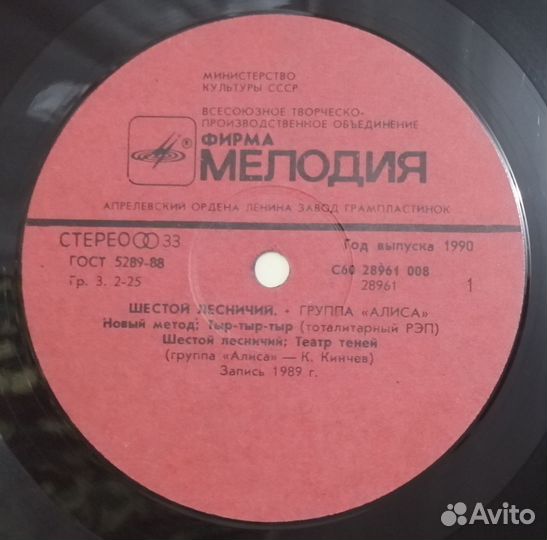 МИНИСТЕРСТВО
КУЛЬТУРЫ СССР
ВСЕСОЮЗНОЕ ТВОРЧЕСКО-
ПРОИЗВОДСТВЕННОЕ ОБЪЕДИНЕНИЕ
ФИРМА
® МЕЛОДИЯ
АПРЕЛЕВСКИЙ ОРДЕНА ЛЕНИНА ЗАВОД ГРАМПЛАСТИНОК
СТЕРЕО 33 Год выпуска 1990
ГОСТ 5289-88 С60 28961 008
Гр. 3. 2-25 28961 1
ШЕСТОЙ ЛЕСНИЧИЙ. • ГРУППА «АЛИСА»
Новый метод; Тыр-тыр-тыр (тоталитарный РЭП)
Шестой лесничий; Театр теней
(группа «Алиса» — К. Кинчев)
Запись 1989 г.
Avito